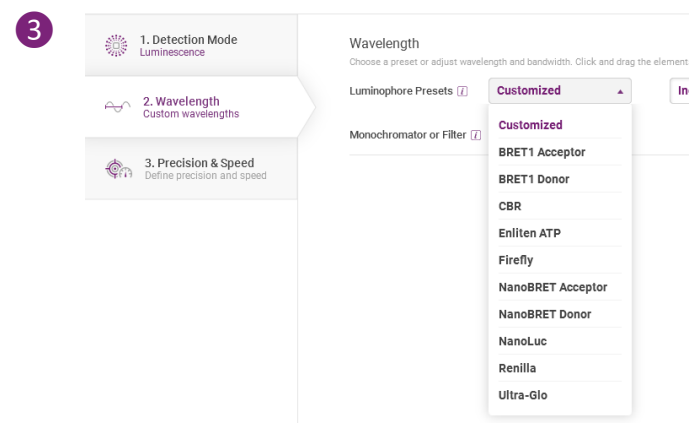 3
1. Detection Mode
Luminescence
2. Wavelength
Custom wavelengths
3. Precision & Speed
Define precision and speed
Wavelength
Choose a preset or adjust wavelength and bandwidth. Click and drag the element
Luminophore Presets i
Customized
In
Monochromator or Filter i
Customized
BRET1 Acceptor
BRET1 Donor
CBR
Enliten ATP
Firefly
NanoBRET Acceptor
NanoBRET Donor
NanoLuc
Renilla
Ultra-Glo